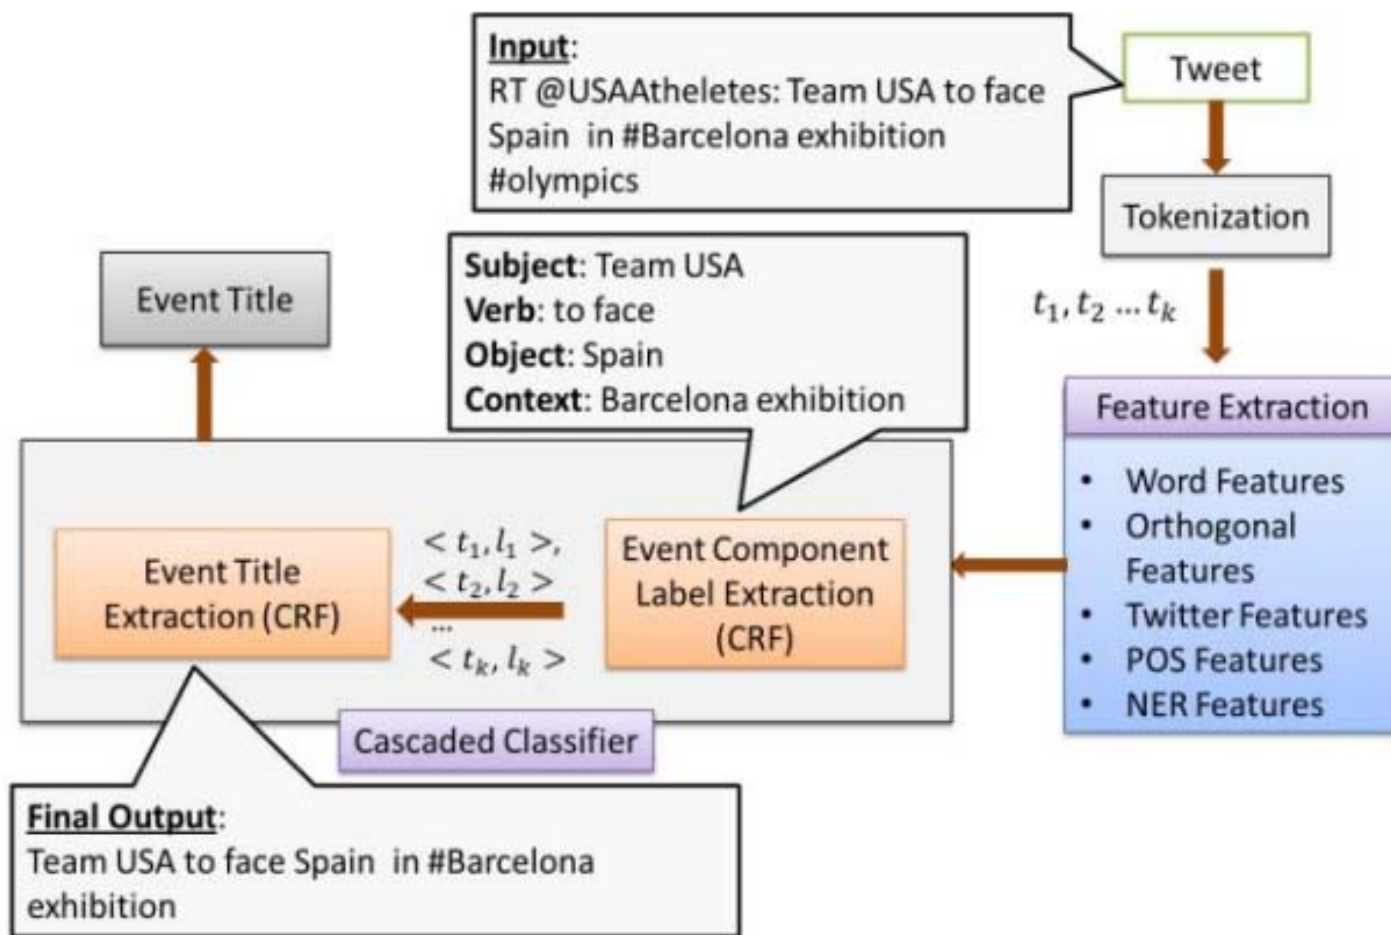 Input:
RT @USAAtheletes: Team USA to face
Spain in #Barcelona exhibition
#olympics
Tweet
Tokenization
t₁, t₂ ... tₖ
Feature Extraction
• Word Features
• Orthogonal
Features
• Twitter Features
• POS Features
• NER Features
Subject: Team USA
Verb: to face
Object: Spain
Context: Barcelona exhibition
Event Component
Label Extraction
(CRF)
< t₁, l₁ >,
< t₂, l₂ >
...
< tₖ, lₖ >
Event Title
Extraction (CRF)
Event Title
Cascaded Classifier
Final Output:
Team USA to face Spain in #Barcelona
exhibition